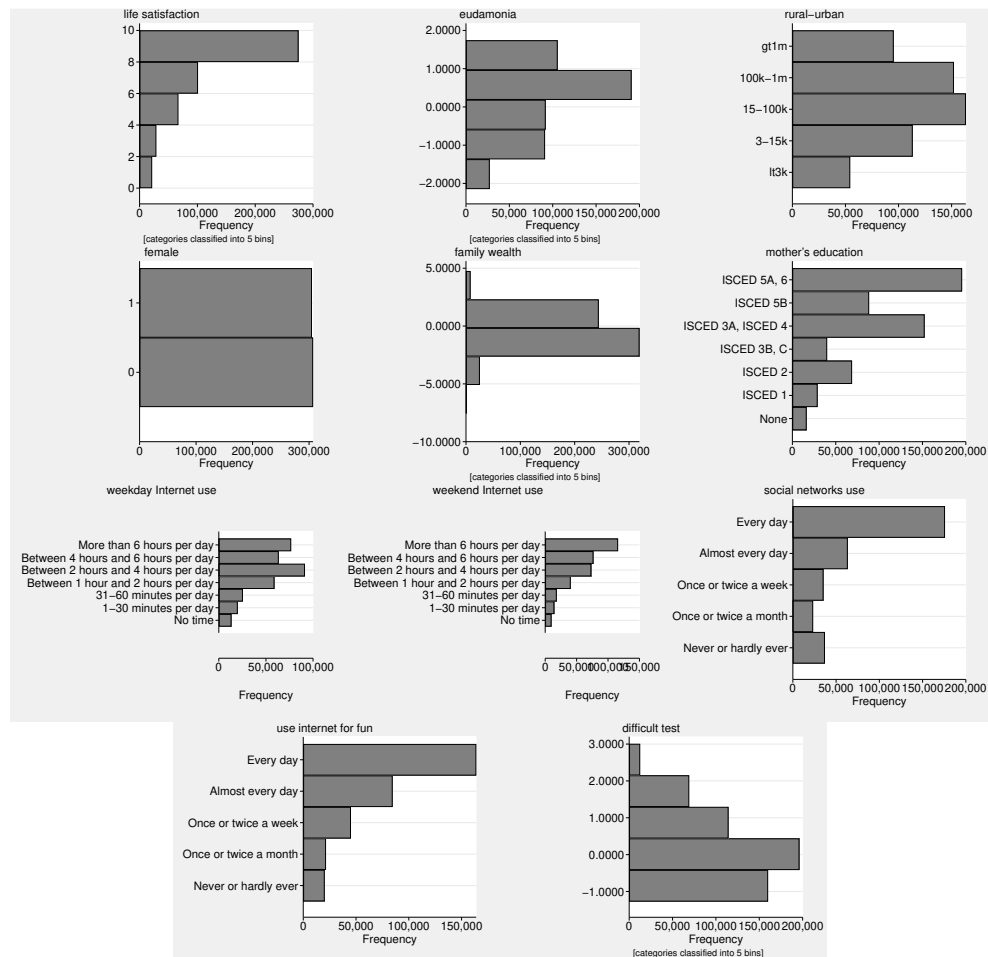 life satisfaction
10
8
6
4
2
0
0 100,000 200,000 300,000
Frequency
[categories classified into 5 bins]
eudamonia
2.0000
1.0000
0.0000
−1.0000
−2.0000
0 50,000 100,000 150,000 200,000
Frequency
[categories classified into 5 bins]
rural−urban
gt1m
100k−1m
15−100k
3−15k
lt3k
0 50,000 100,000 150,000
Frequency
female
1
0
0 100,000 200,000 300,000
Frequency
family wealth
5.0000
0.0000
−5.0000
−10.0000
0 100,000 200,000 300,000
Frequency
[categories classified into 5 bins]
mother's education
ISCED 5A, 6
ISCED 5B
ISCED 3A, ISCED 4
ISCED 3B, C
ISCED 2
ISCED 1
None
0 50,000 100,000 150,000 200,000
Frequency
weekday Internet use
More than 6 hours per day
Between 4 hours and 6 hours per day
Between 2 hours and 4 hours per day
Between 1 hour and 2 hours per day
31−60 minutes per day
1−30 minutes per day
No time
0 50,000 100,000
Frequency
weekend Internet use
More than 6 hours per day
Between 4 hours and 6 hours per day
Between 2 hours and 4 hours per day
Between 1 hour and 2 hours per day
31−60 minutes per day
1−30 minutes per day
No time
0 50,000 100,000 150,000
Frequency
social networks use
Every day
Almost every day
Once or twice a week
Once or twice a month
Never or hardly ever
0 50,000 100,000 150,000 200,000
Frequency
use internet for fun
Every day
Almost every day
Once or twice a week
Once or twice a month
Never or hardly ever
0 50,000 100,000 150,000
Frequency
difficult test
3.0000
2.0000
1.0000
0.0000
−1.0000
0 50,000 100,000 150,000 200,000
Frequency
[categories classified into 5 bins]